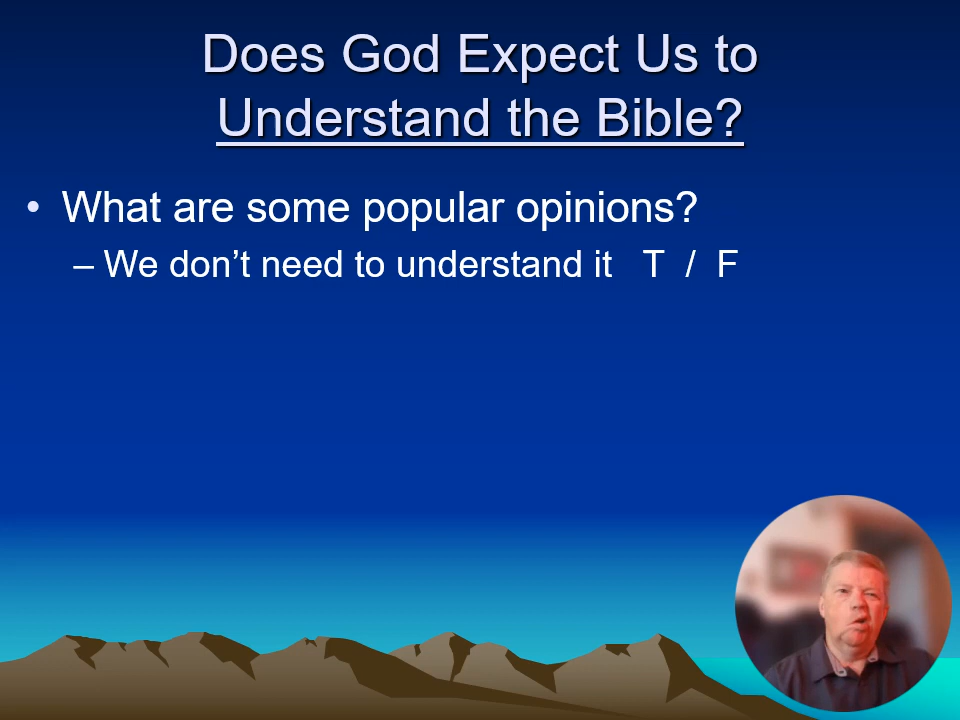 Does God Expect Us to
Understand the Bible?
• What are some popular opinions?
– We don’t need to understand it T / F